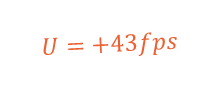 U = +43fps